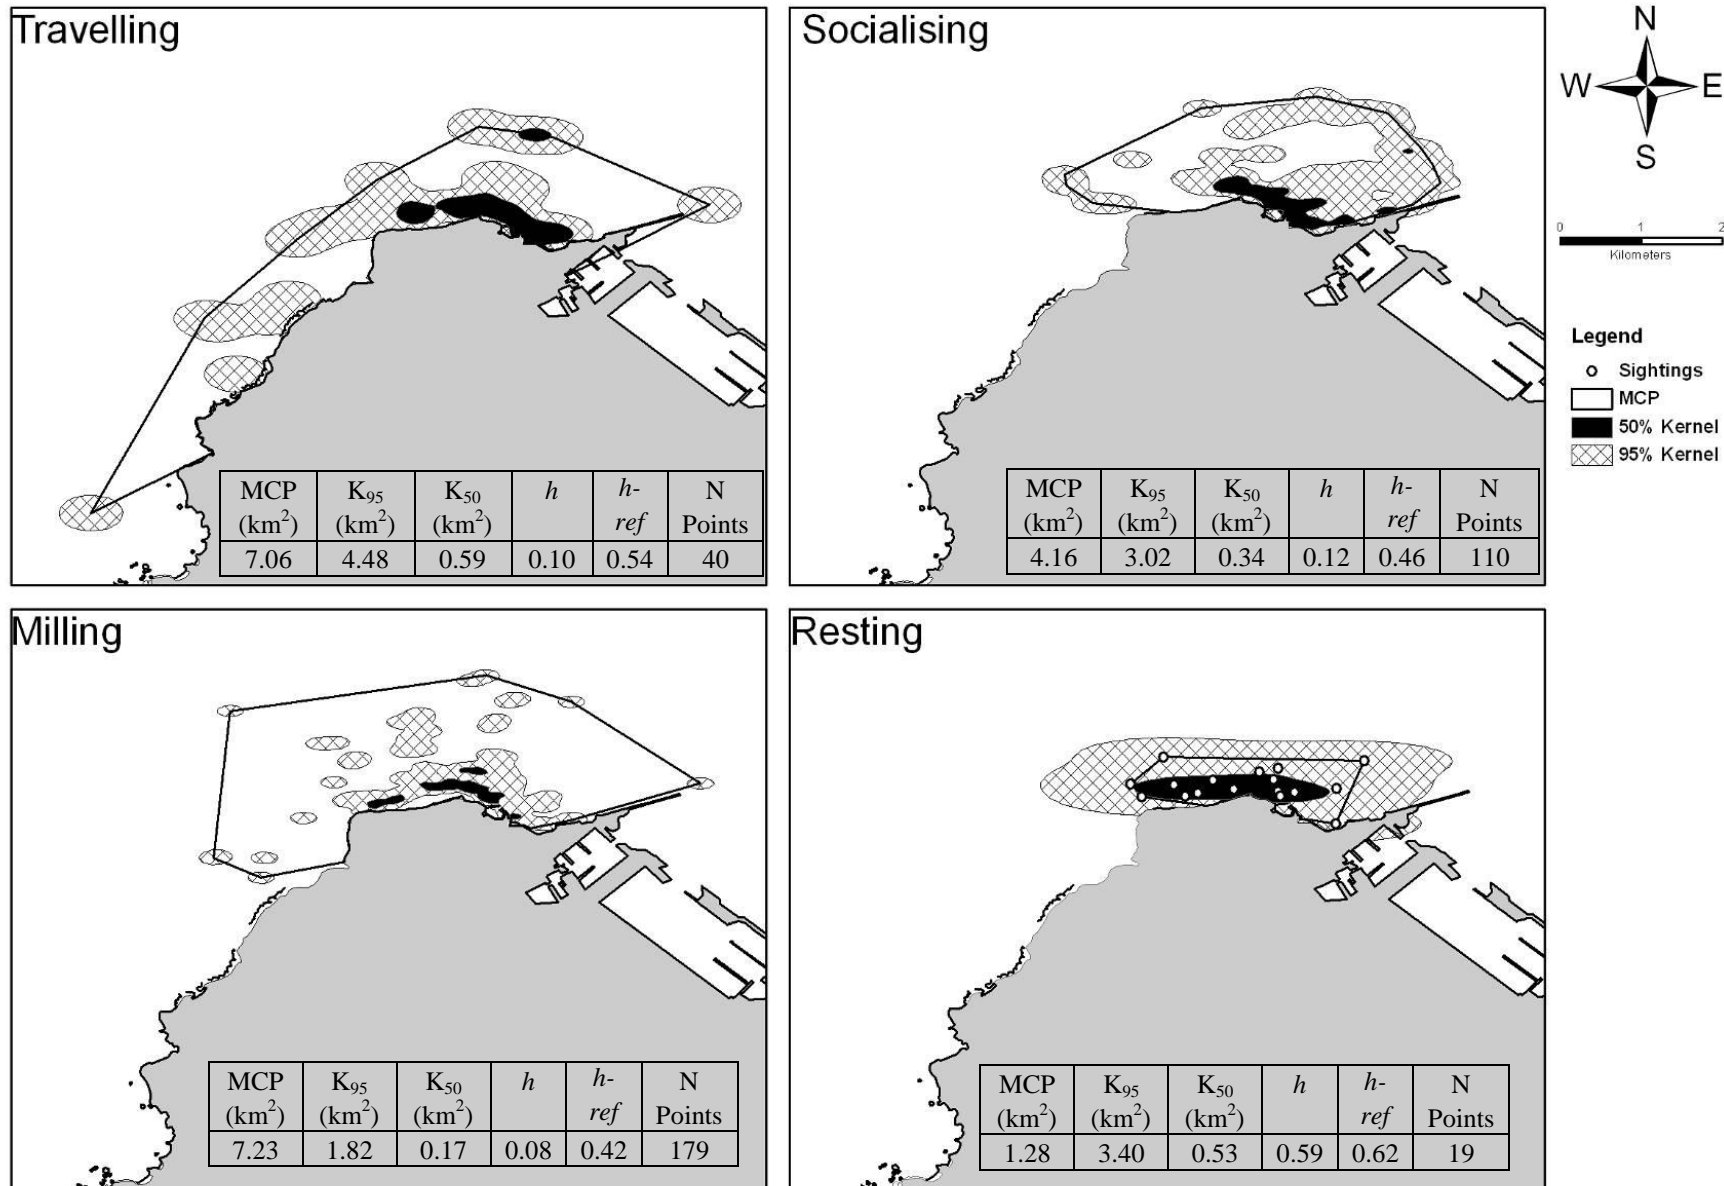 Travelling
MCP (km²) K₉₅ (km²) K₅₀ (km²) h h-ref N Points
7.06 4.48 0.59 0.10 0.54 40
Socialising
MCP (km²) K₉₅ (km²) K₅₀ (km²) h h-ref N Points
4.16 3.02 0.34 0.12 0.46 110
N
W E
S
0 1 2
Kilometers
Legend
Sightings
MCP
50% Kernel
95% Kernel
Milling
MCP (km²) K₉₅ (km²) K₅₀ (km²) h h-ref N Points
7.23 1.82 0.17 0.08 0.42 179
Resting
MCP (km²) K₉₅ (km²) K₅₀ (km²) h h-ref N Points
1.28 3.40 0.53 0.59 0.62 19